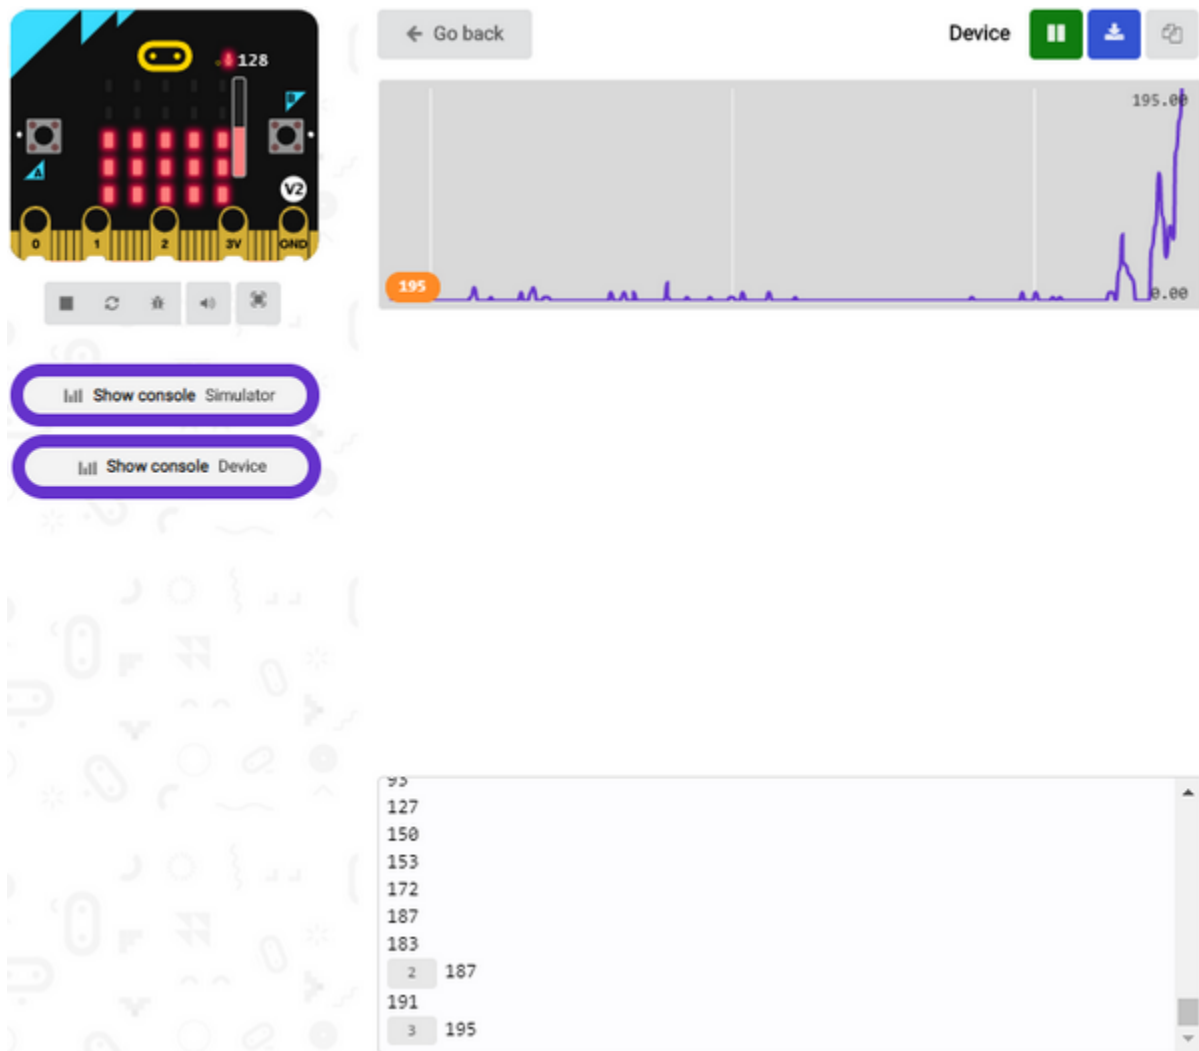 128
B
A
V2
0 1 2 3V GND
Show console Simulator
Show console Device
Go back
Device
195.00
195
0.00
93
127
150
153
172
187
183
2 187
191
3 195